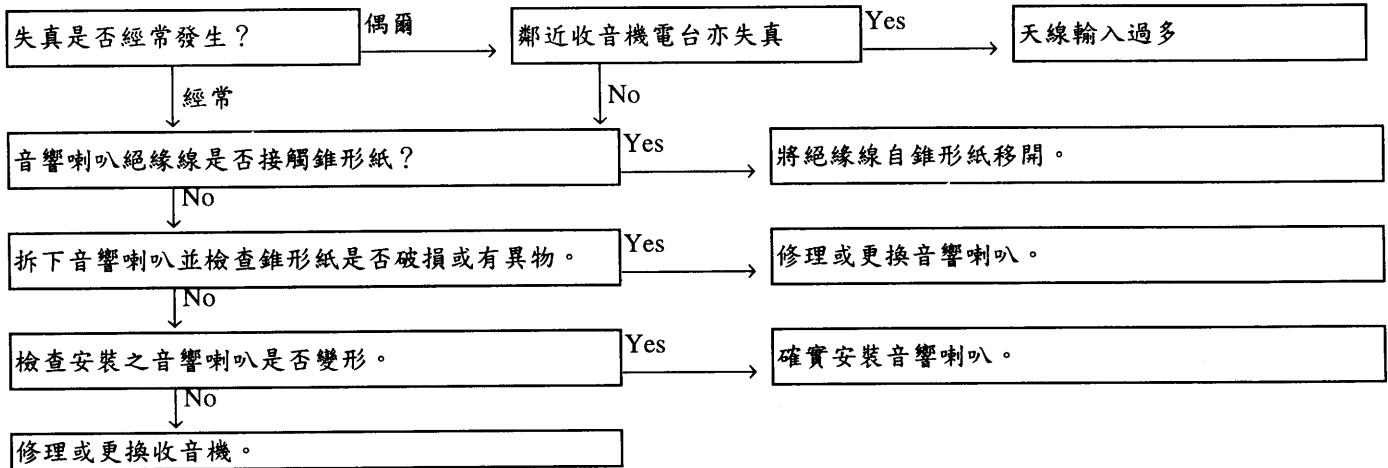 失真是否經常發生？
偶爾
鄰近收音機電台亦失真
Yes
天線輸入過多
經常
No
音響喇叭絕緣線是否接觸錐形紙？
Yes
將絕緣線自錐形紙移開。
No
拆下音響喇叭並檢查錐形紙是否破損或有異物。
Yes
修理或更換音響喇叭。
No
檢查安裝之音響喇叭是否變形。
Yes
確實安裝音響喇叭。
No
修理或更換收音機。